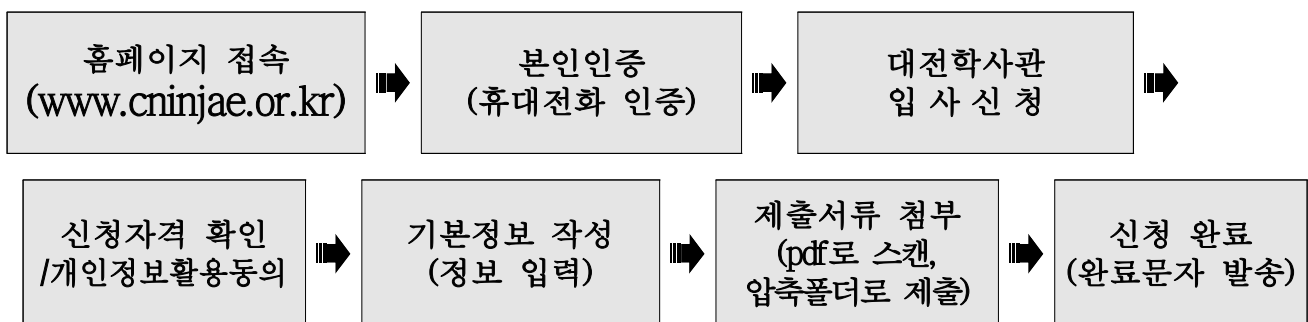 홈페이지 접속
(www.cninjae.or.kr)
본인인증
(휴대전화 인증)
대전학사관
입 사 신 청
신청자격 확인
/개인정보활용동의
기본정보 작성
(정보 입력)
제출서류 첨부
(pdf로 스캔,
압축폴더로 제출)
신청 완료
(완료문자 발송)